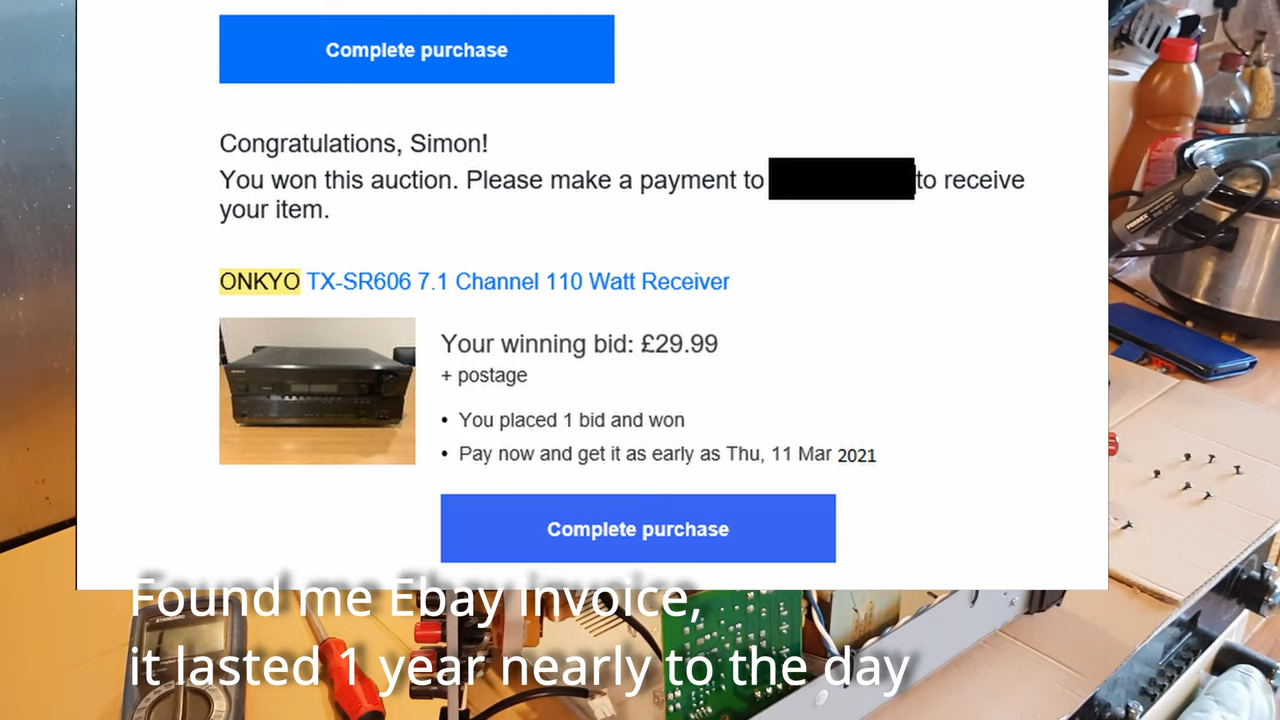 Complete purchase
Congratulations, Simon!
You won this auction. Please make a payment to to receive
your item.
ONKYO TX-SR606 7.1 Channel 110 Watt Receiver
Your winning bid: £29.99
+ postage
• You placed 1 bid and won
• Pay now and get it as early as Thu, 11 Mar 2021
Complete purchase
Found me Ebay invoice,
it lasted 1 year nearly to the day
STANDARD